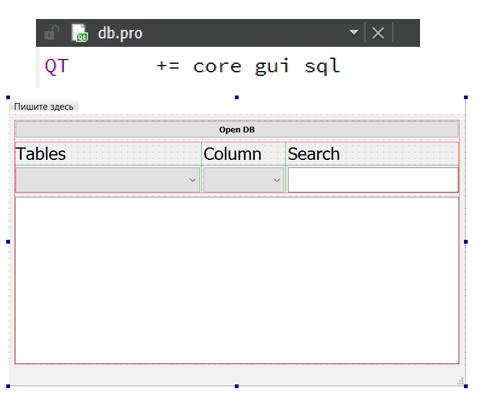 db.pro
QT += core gui sql
Пишите здесь
Open DB
Tables Column Search